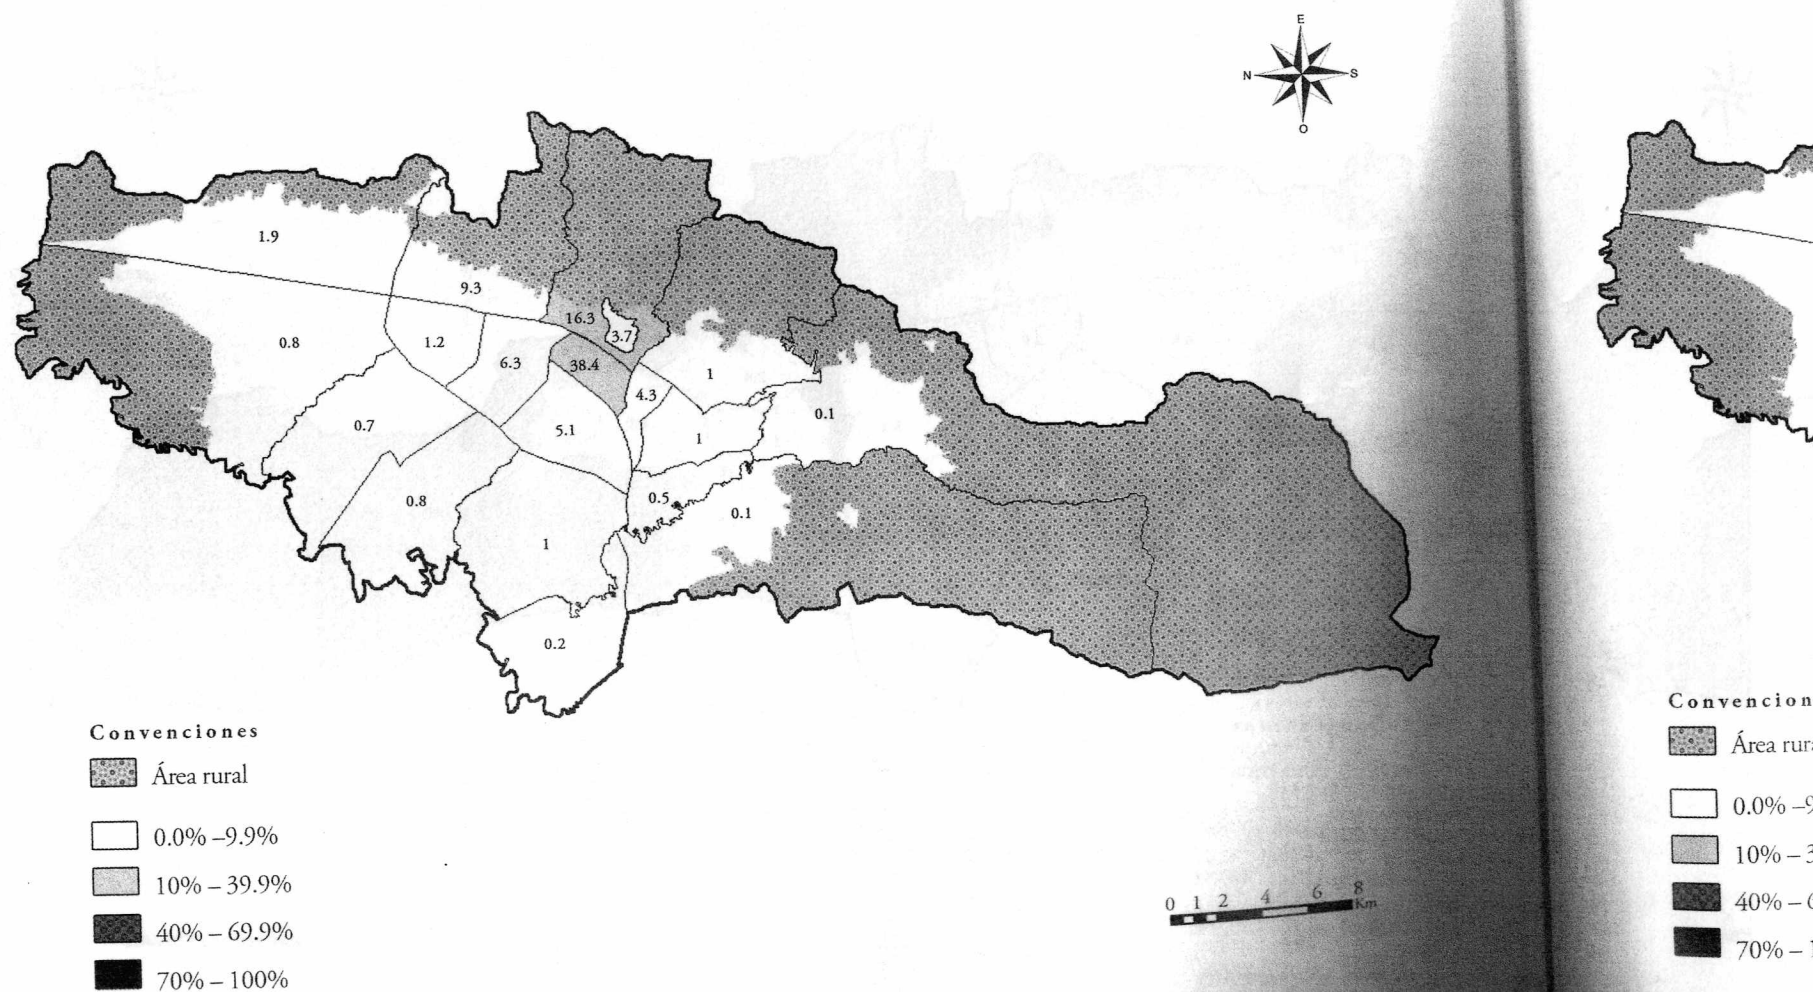 E
N S
O
1.9
9.3
16.3
3.7
0.8
1.2
6.3
38.4
1
4.3
0.1
0.7
5.1
1
0.8
0.5
0.1
1
0.2
Convenciones
Área rural
0.0% –9.9%
10% – 39.9%
40% – 69.9%
70% – 100%
0 1 2 4 6 8
Km
Convencion
Área rura
0.0% –9
10% – 3
40% – 6
70% – 1